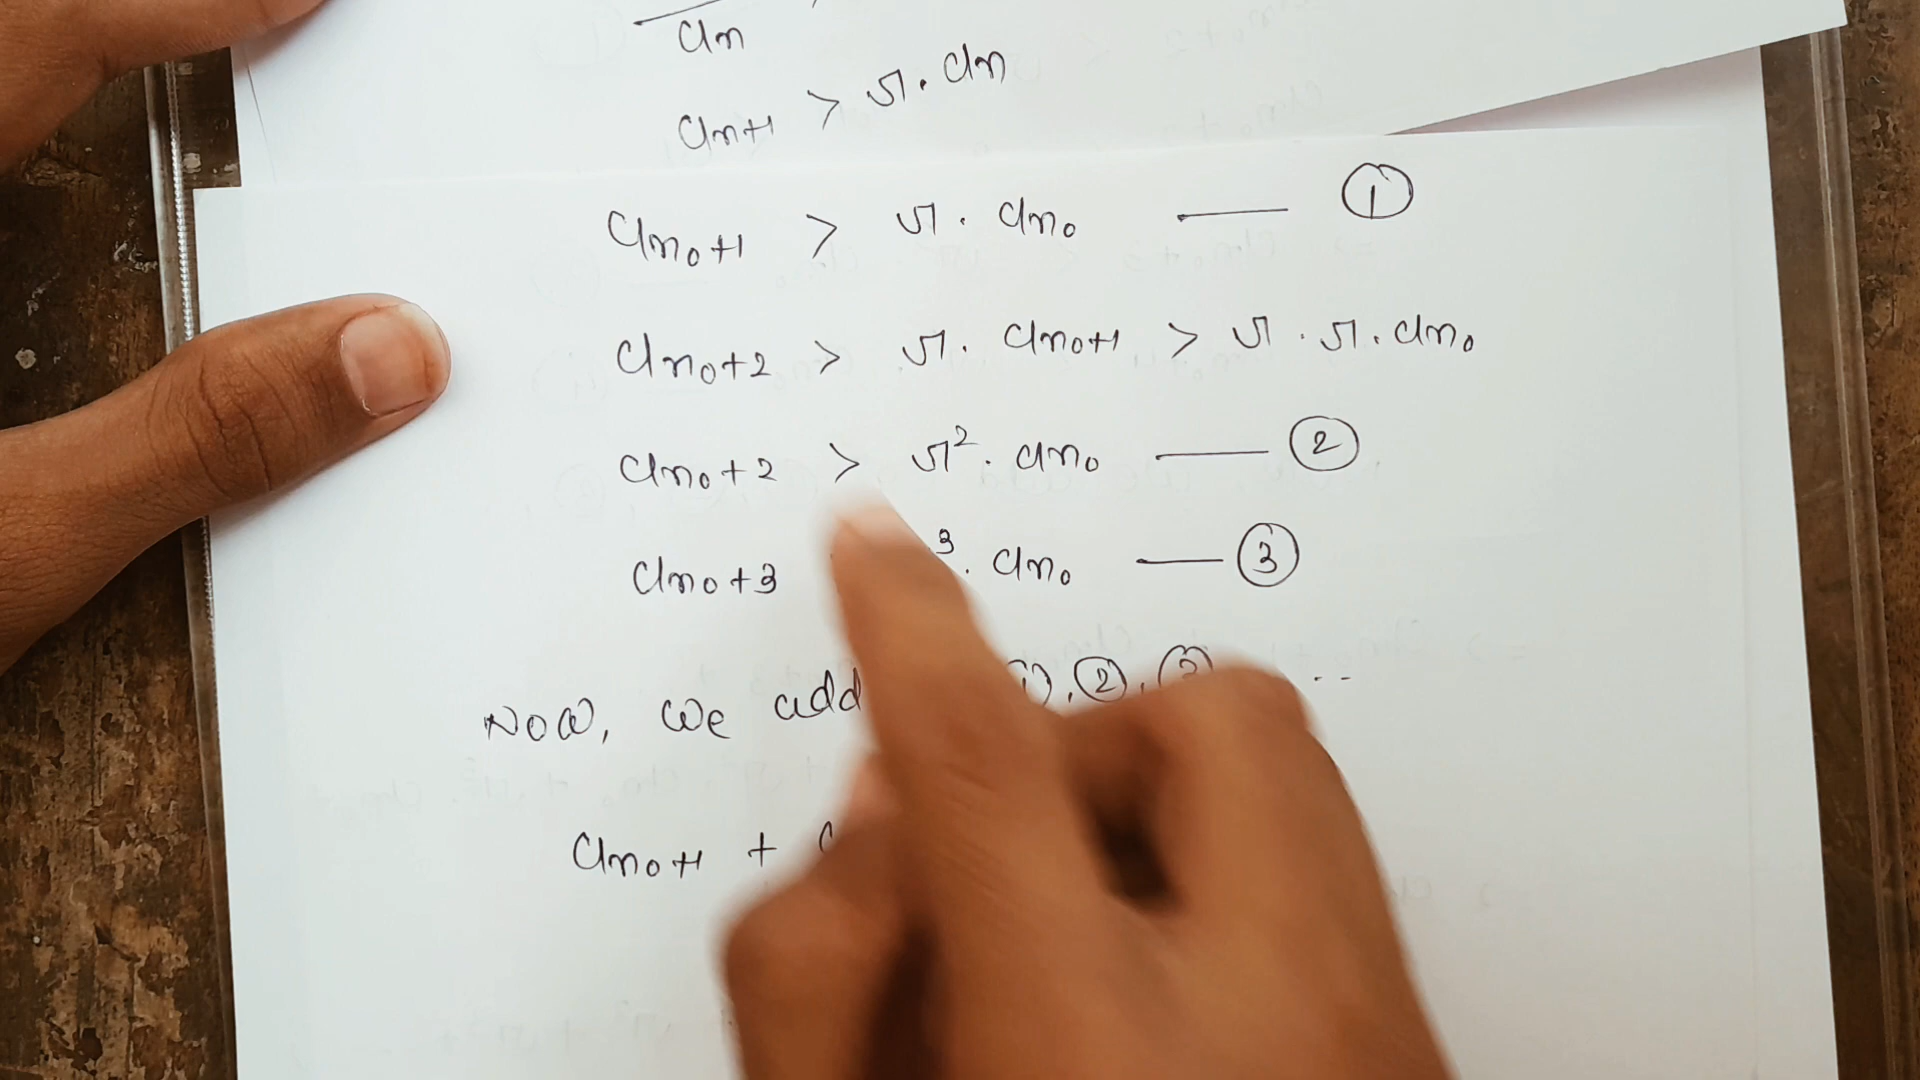 an
an+1 > r . an
an₀+1 > r . an₀ —— ①
an₀+2 > r . an₀+1 > r . r . an₀
an₀+2 > r² . an₀ —— ②
an₀+3 ³ . an₀ —— ③
Now, we add ①, ②, ③ ..
an₀+1 +